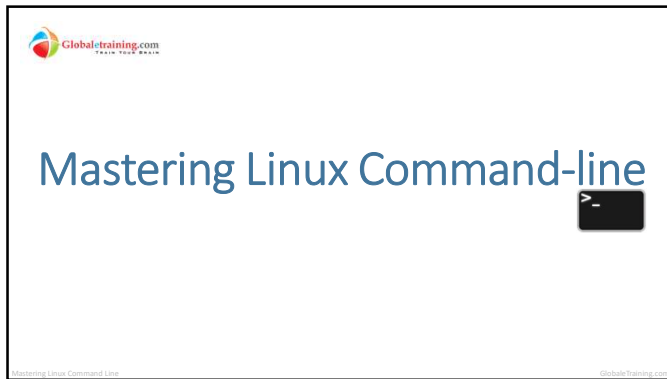 Globaletraining.com
TRAIN YOUR BRAIN
Mastering Linux Command-line
>_
Mastering Linux Command Line
GlobaleTraining.com